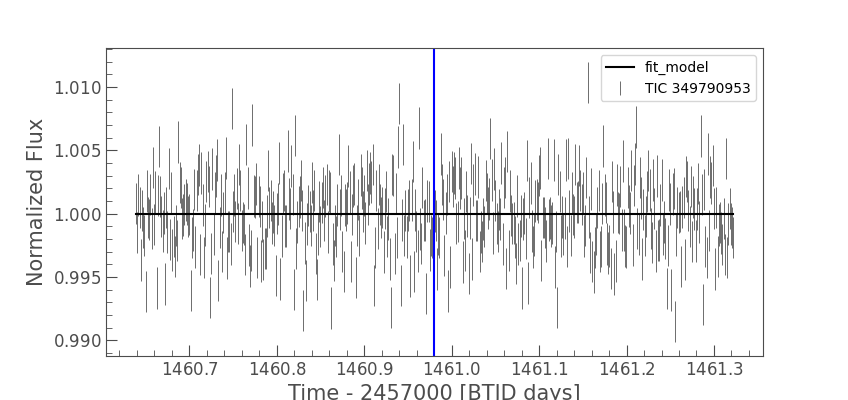 fit_model
TIC 349790953
Normalized Flux
1.010
1.005
1.000
0.995
0.990
1460.7 1460.8 1460.9 1461.0 1461.1 1461.2 1461.3
Time - 2457000 [BTJD days]